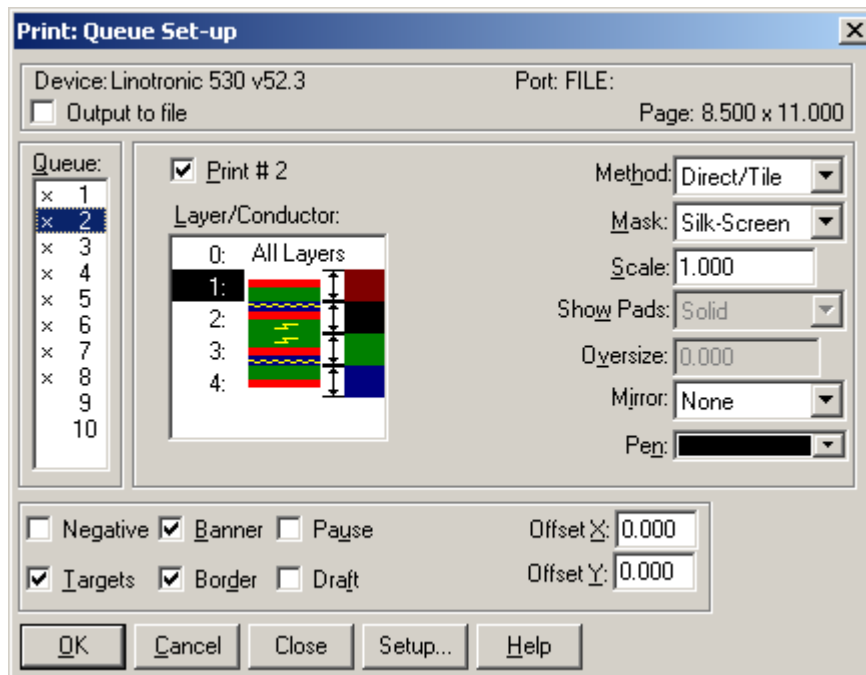 Print: Queue Set-up
Device: Linotronic 530 v52.3 Port: FILE:
Output to file Page: 8.500 x 11.000
Queue:
× 1
× 2
× 3
× 4
× 5
× 6
× 7
× 8
9
10
Print # 2
Layer/Conductor:
0: All Layers
1:
2:
3:
4:
Method: Direct/Tile
Mask: Silk-Screen
Scale: 1.000
Show Pads: Solid
Oversize: 0.000
Mirror: None
Pen:
Negative Banner Pause Offset X: 0.000
Targets Border Draft Offset Y: 0.000
OK Cancel Close Setup... Help